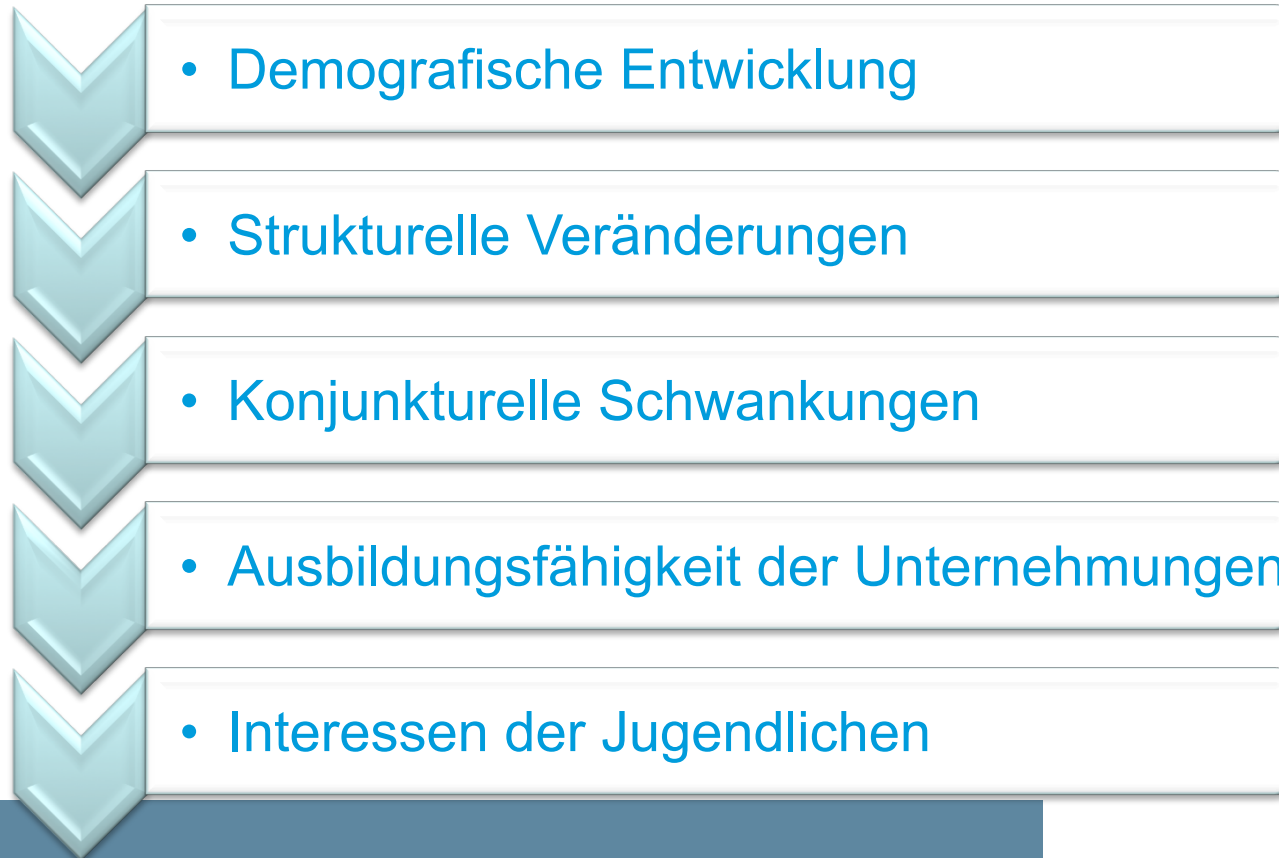 • Demografische Entwicklung
• Strukturelle Veränderungen
• Konjunkturelle Schwankungen
• Ausbildungsfähigkeit der Unternehmungen
• Interessen der Jugendlichen